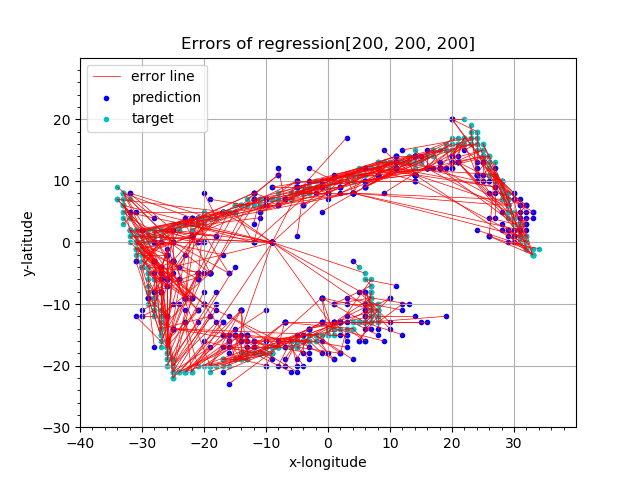 Errors of regression[200, 200, 200]
error line
prediction
target
20
10
0
−10
−20
−30
y-latitude
−40 −30 −20 −10 0 10 20 30
x-longitude